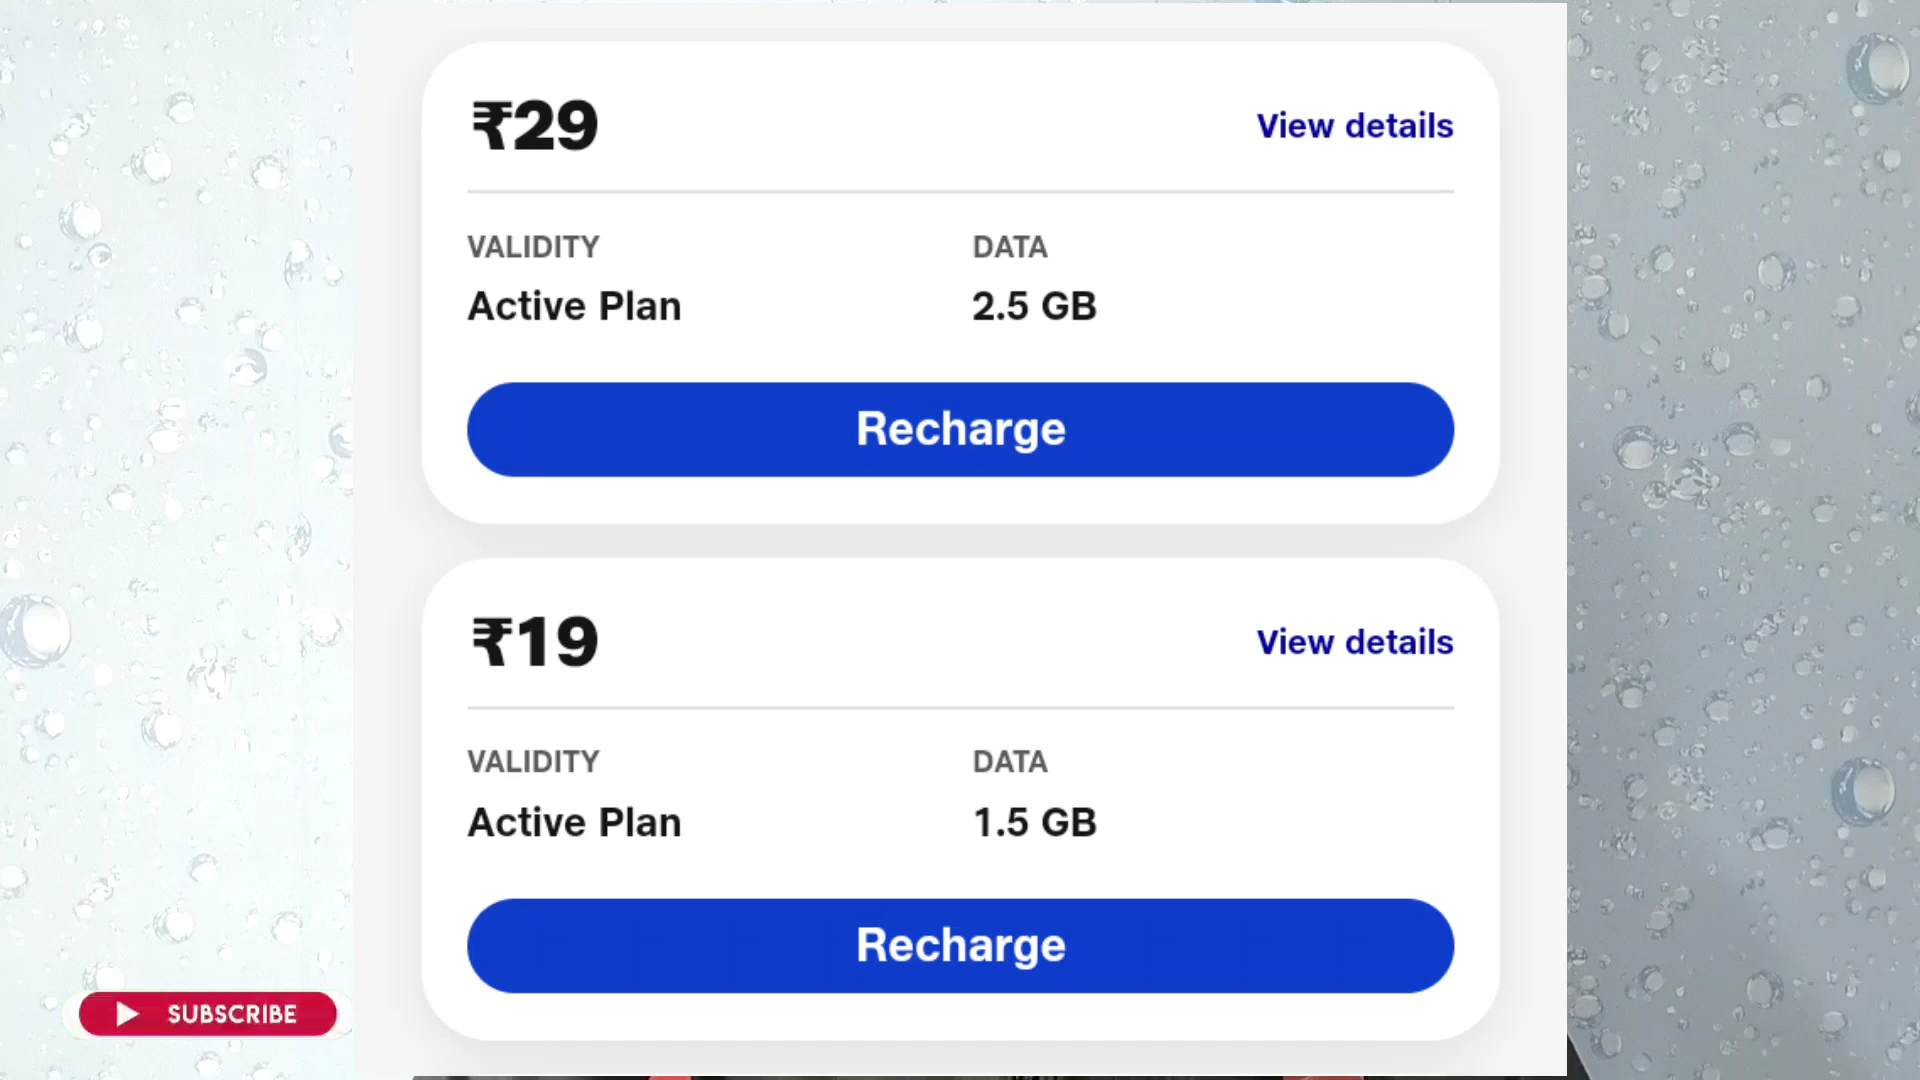 ₹29
View details
VALIDITY
DATA
Active Plan
2.5 GB
Recharge
₹19
View details
VALIDITY
DATA
Active Plan
1.5 GB
Recharge
SUBSCRIBE